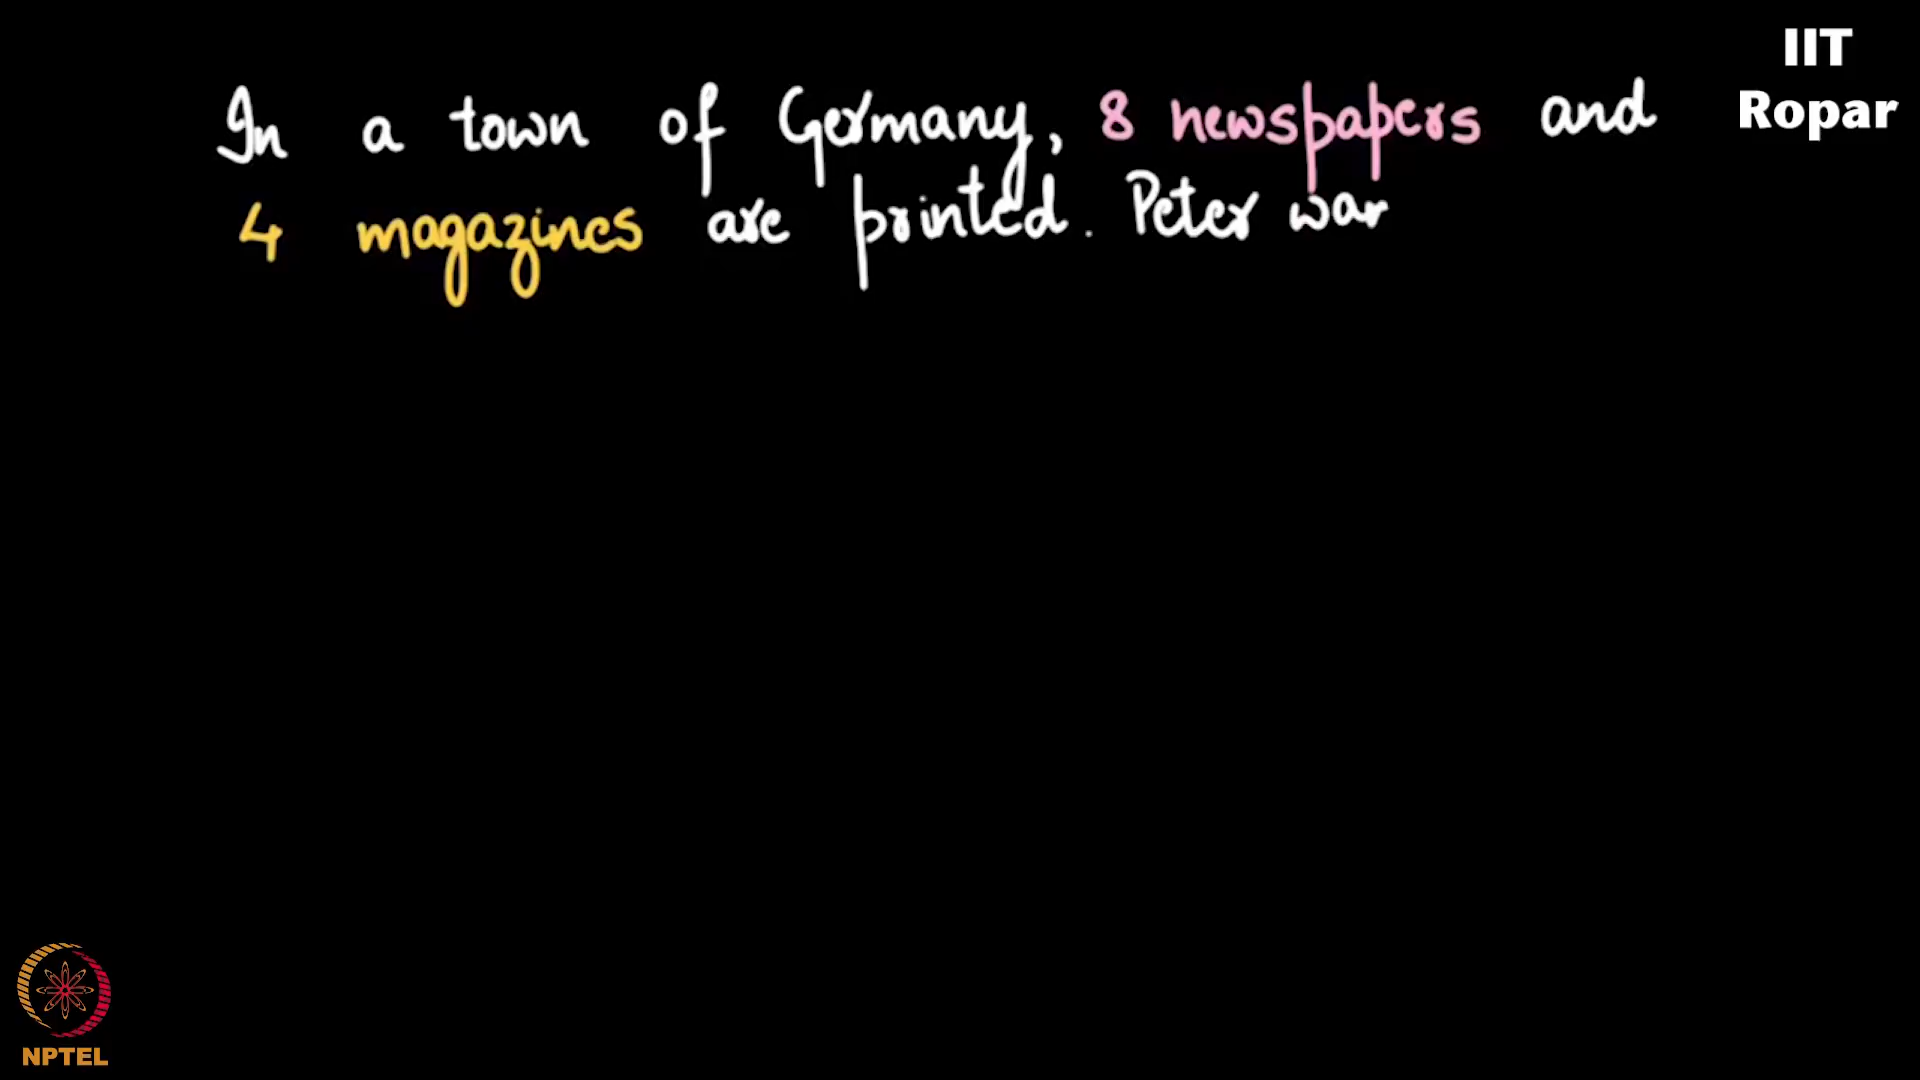 IIT
Ropar
In a town of Germany, 8 newspapers and
4 magazines are printed. Peter war
NPTEL